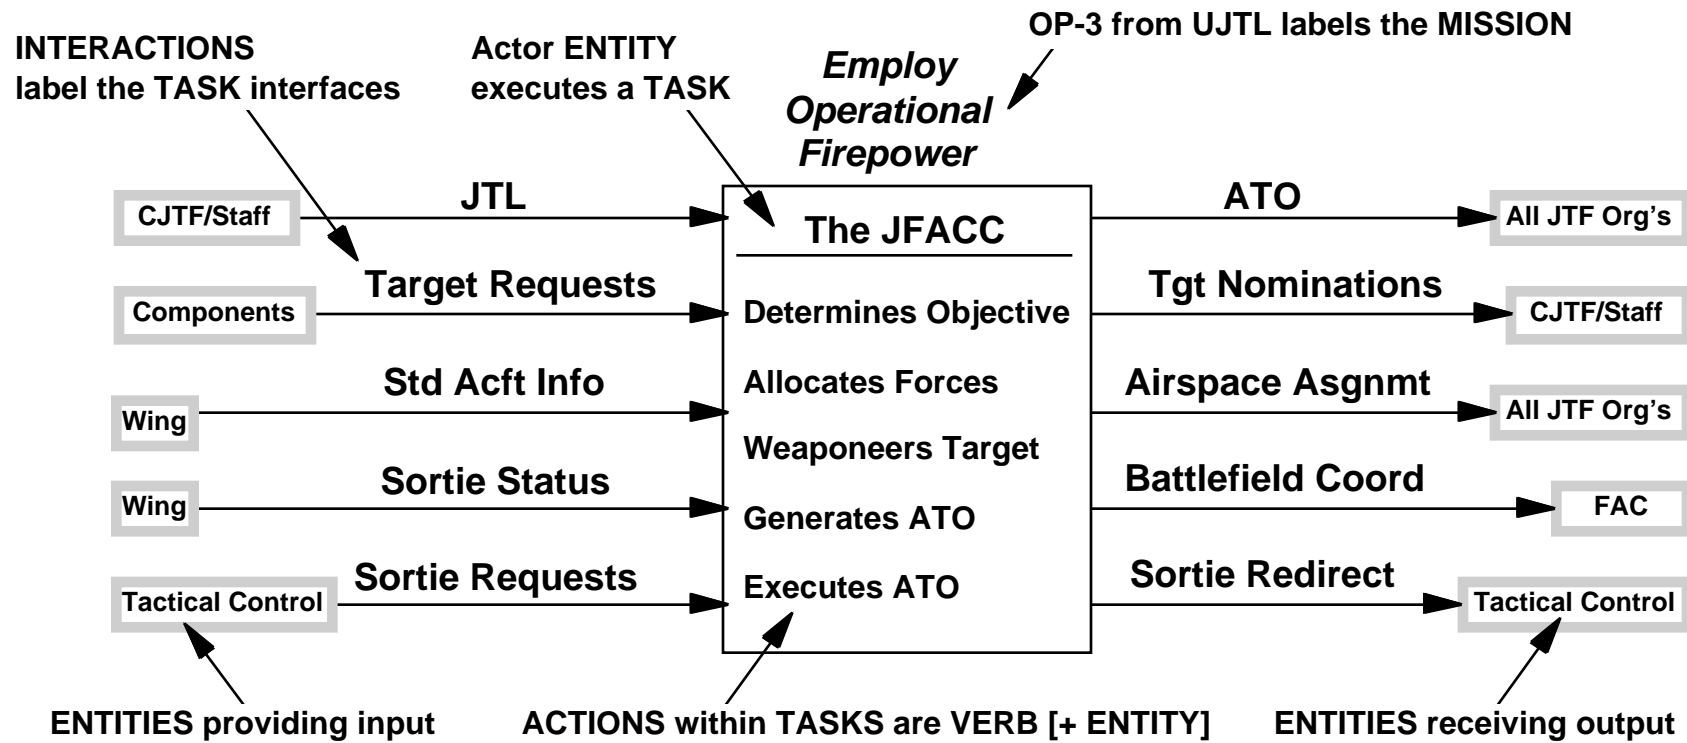 OP-3 from UJTL labels the MISSION
INTERACTIONS
label the TASK interfaces
Actor ENTITY
executes a TASK
Employ
Operational
Firepower
CJTF/Staff
JTL
Components
Target Requests
Wing
Std Acft Info
Wing
Sortie Status
Tactical Control
Sortie Requests
The JFACC
Determines Objective
Allocates Forces
Weaponeers Target
Generates ATO
Executes ATO
ATO
All JTF Org's
Tgt Nominations
CJTF/Staff
Airspace Asgnmt
All JTF Org's
Battlefield Coord
FAC
Sortie Redirect
Tactical Control
ENTITIES providing input
ACTIONS within TASKS are VERB [+ ENTITY]
ENTITIES receiving output